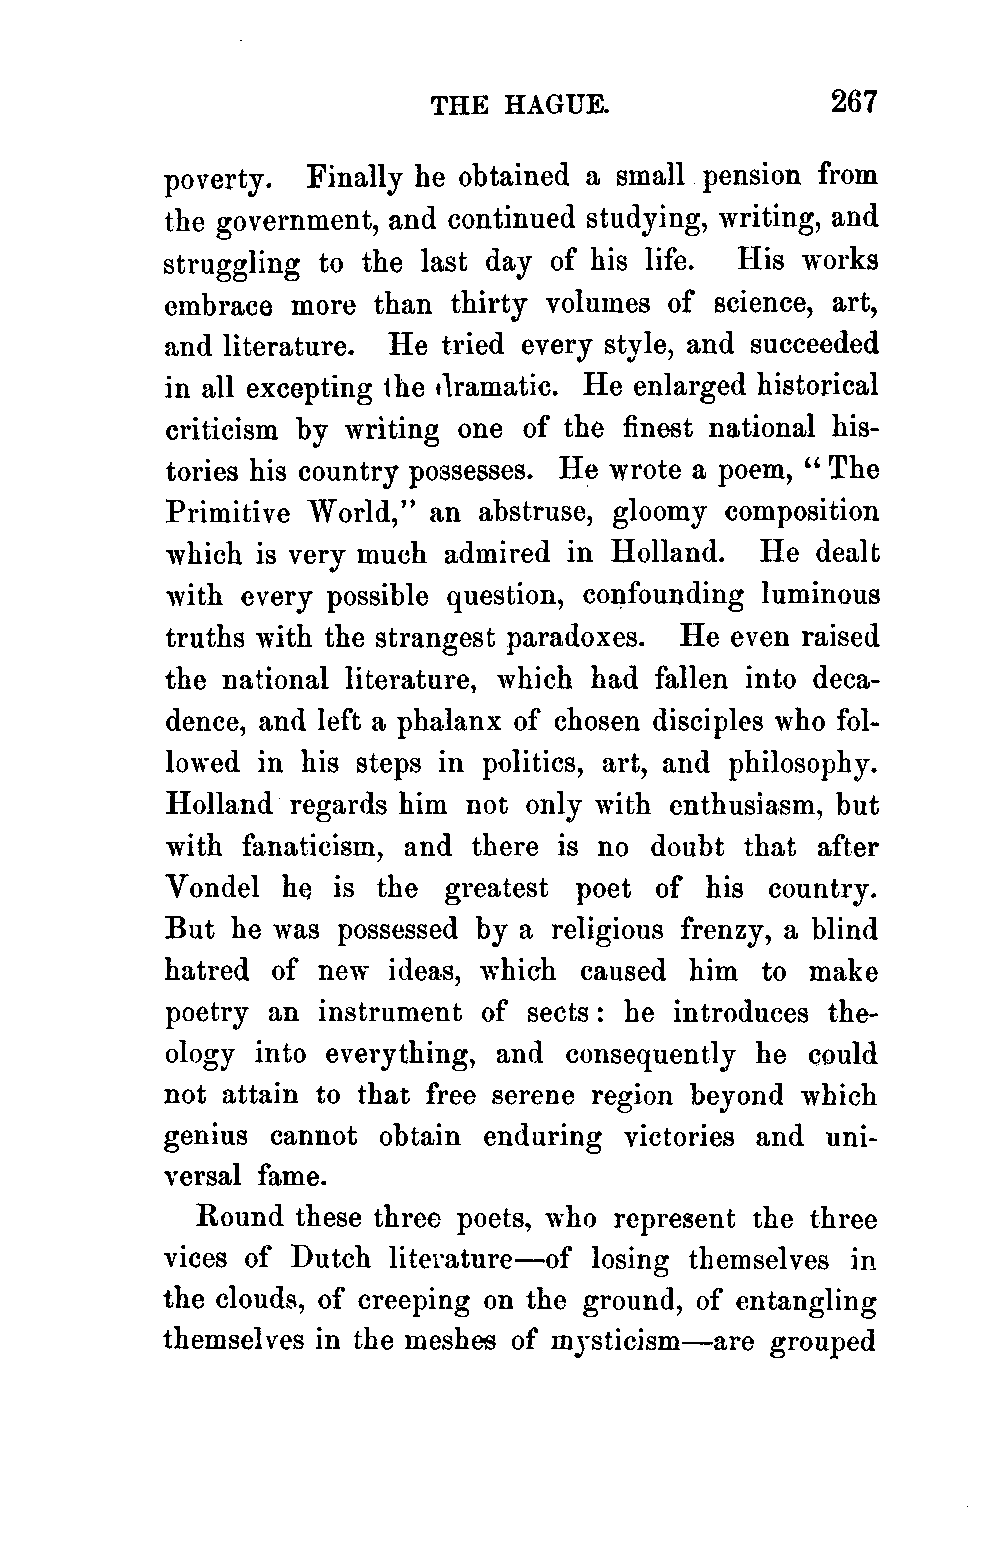 THE HAGUE. 267
poverty. Finally he obtained a small pension from
the government, and continued studying, writing, and
struggling to the last day of his life. His works
embrace more than thirty volumes of science, art,
and literature. He tried every style, and succeeded
in all excepting the dramatic. He enlarged historical
criticism by writing one of the finest national his-
tories his country possesses. He wrote a poem, “ The
Primitive World,” an abstruse, gloomy composition
which is very much admired in Holland. He dealt
with every possible question, confounding luminous
truths with the strangest paradoxes. He even raised
the national literature, which had fallen into deca-
dence, and left a phalanx of chosen disciples who fol-
lowed in his steps in politics, art, and philosophy.
Holland regards him not only with enthusiasm, but
with fanaticism, and there is no doubt that after
Vondel he is the greatest poet of his country.
But he was possessed by a religious frenzy, a blind
hatred of new ideas, which caused him to make
poetry an instrument of sects: he introduces the-
ology into everything, and consequently he could
not attain to that free serene region beyond which
genius cannot obtain enduring victories and uni-
versal fame.
Round these three poets, who represent the three
vices of Dutch literature—of losing themselves in
the clouds, of creeping on the ground, of entangling
themselves in the meshes of mysticism—are grouped